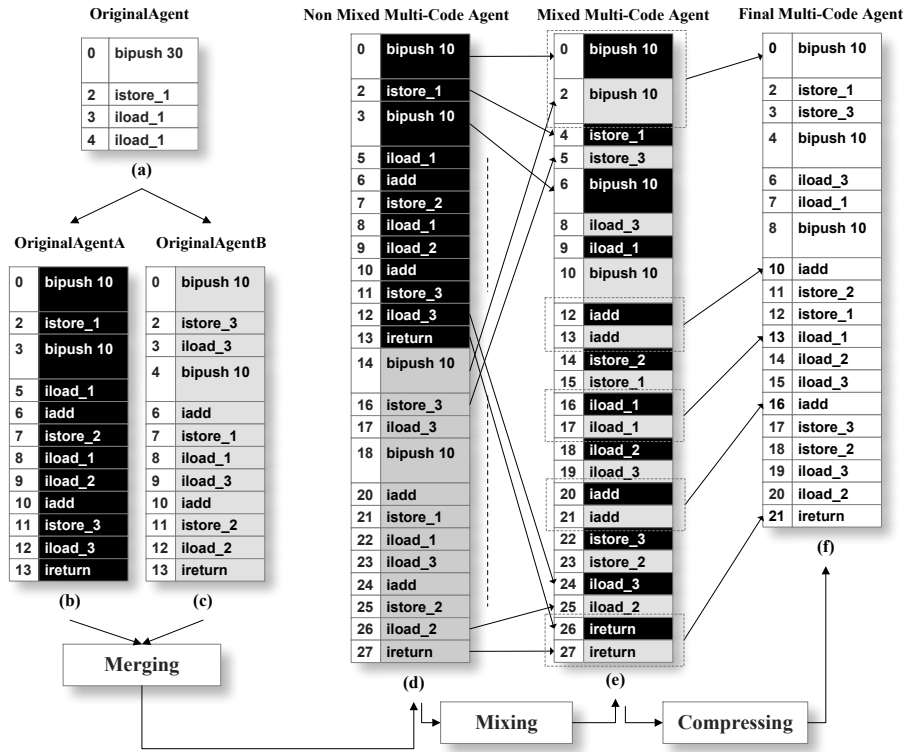 OriginalAgent
0 bipush 30
2 istore_1
3 iload_1
4 iload_1
(a)
OriginalAgentA
0 bipush 10
2 istore_1
3 bipush 10
5 iload_1
6 iadd
7 istore_2
8 iload_1
9 iload_2
10 iadd
11 istore_3
12 iload_3
13 ireturn
(b)
OriginalAgentB
0 bipush 10
2 istore_3
3 iload_3
4 bipush 10
6 iadd
7 istore_1
8 iload_1
9 iload_3
10 iadd
11 istore_2
12 iload_2
13 ireturn
(c)
Merging
Non Mixed Multi-Code Agent
0 bipush 10
2 istore_1
3 bipush 10
5 iload_1
6 iadd
7 istore_2
8 iload_1
9 iload_2
10 iadd
11 istore_3
12 iload_3
13 ireturn
14 bipush 10
16 istore_3
17 iload_3
18 bipush 10
20 iadd
21 istore_1
22 iload_1
23 iload_3
24 iadd
25 istore_2
26 iload_2
27 ireturn
(d)
Mixing
Mixed Multi-Code Agent
0 bipush 10
2 bipush 10
4 istore_1
5 istore_3
6 bipush 10
8 iload_3
9 iload_1
10 bipush 10
12 iadd
13 iadd
14 istore_2
15 istore_1
16 iload_1
17 iload_1
18 iload_2
19 iload_3
20 iadd
21 iadd
22 istore_3
23 istore_2
24 iload_3
25 iload_2
26 ireturn
27 ireturn
(e)
Compressing
Final Multi-Code Agent
0 bipush 10
2 istore_1
3 istore_3
4 bipush 10
6 iload_3
7 iload_1
8 bipush 10
10 iadd
11 istore_2
12 istore_1
13 iload_1
14 iload_2
15 iload_3
16 iadd
17 istore_3
18 istore_2
19 iload_3
20 iload_2
21 ireturn
(f)